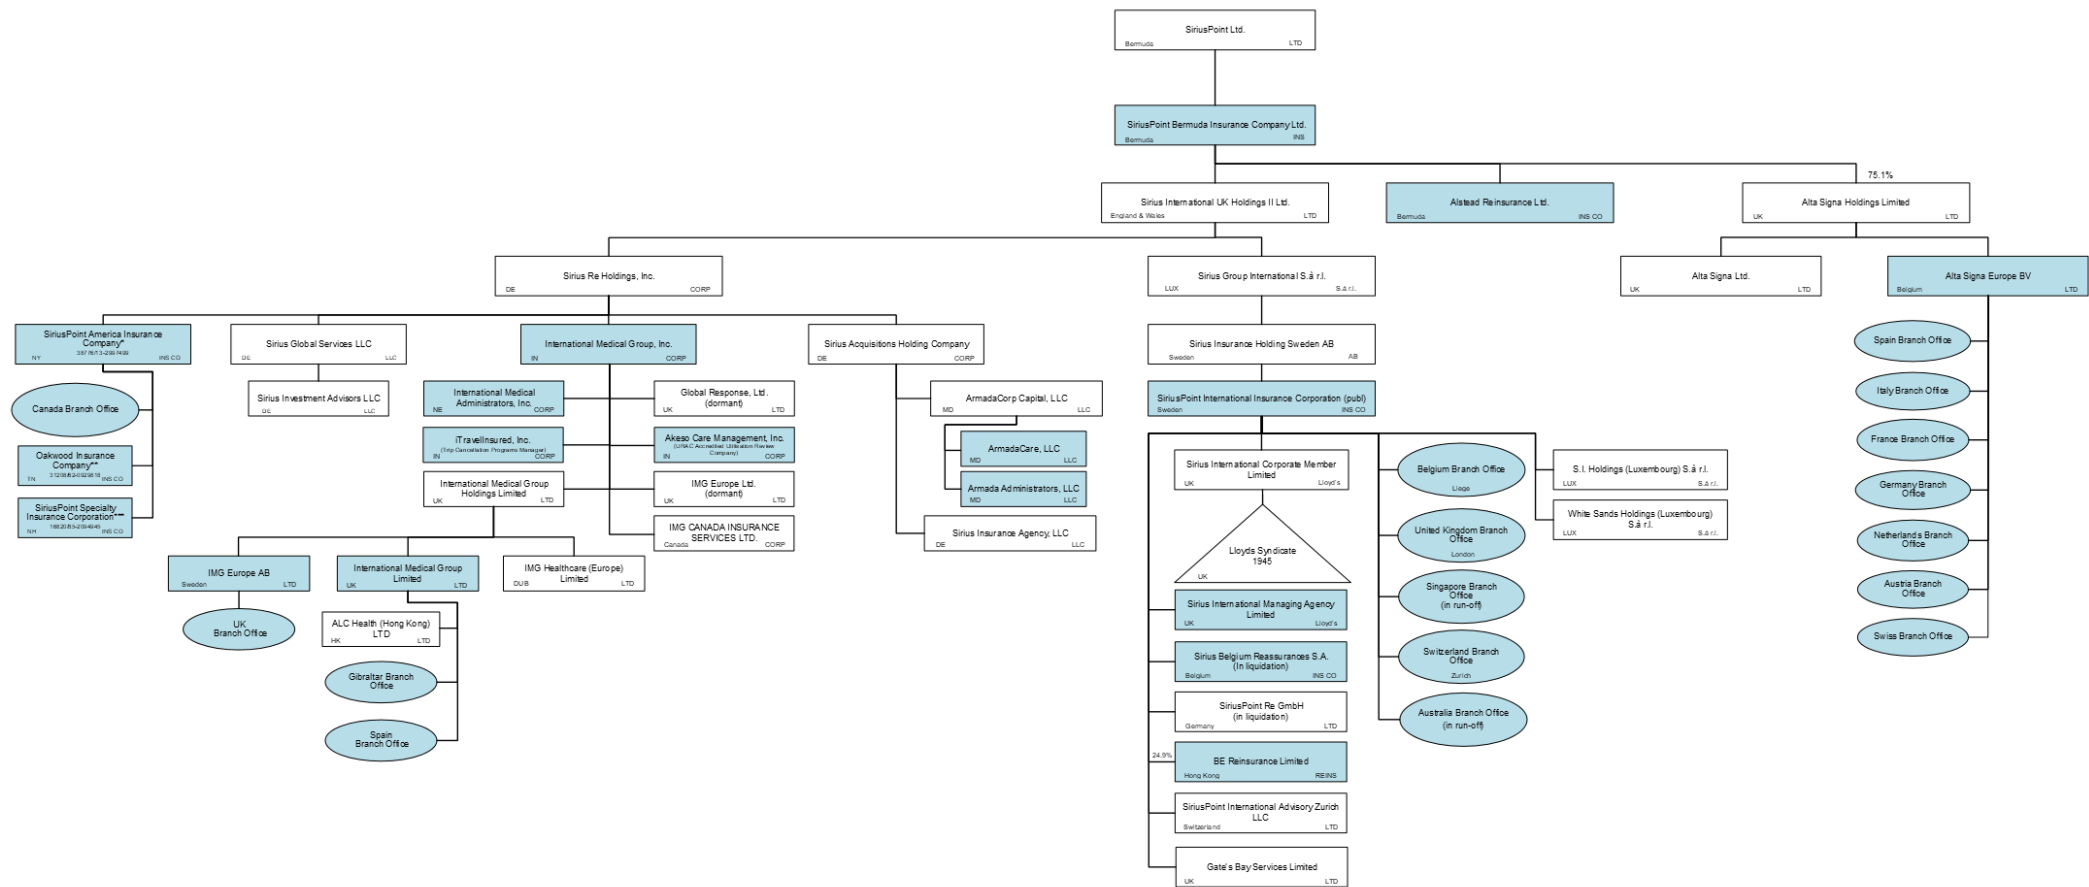 SiriusPoint Ltd.
Bermuda LTD
SiriusPoint Bermuda Insurance Company Ltd.
Bermuda INS
75.1%
Sirius International UK Holdings II Ltd.
England & Wales LTD
Alstead Reinsurance Ltd.
Bermuda INS CO
Alta Signa Holdings Limited
UK LTD
Sirius Re Holdings, Inc.
DE CORP
Sirius Group International S.à r.l.
LUX S.à r.l.
Alta Signa Ltd.
UK LTD
Alta Signa Europe BV
Belgium LTD
SiriusPoint America Insurance
Company*
NY 38776/13-2997499 INS CO
Canada Branch Office
Oakwood Insurance
Company**
TN INS CO
SiriusPoint Specialty
Insurance Corporation***
NH INS CO
Sirius Global Services LLC
DE LLC
Sirius Investment Advisors LLC
DE LLC
International Medical Group, Inc.
IN CORP
International Medical
Administrators, Inc.
NE CORP
Global Response, Ltd.
(dormant)
UK LTD
iTravelInsured, Inc.
(Trip Cancellation Programs Manager)
IN CORP
Akeso Care Management, Inc.
(URAC Accredited Utilization Review
Company)
IN CORP
International Medical Group
Holdings Limited
UK LTD
IMG Europe Ltd.
(dormant)
UK LTD
IMG CANADA INSURANCE
SERVICES LTD.
Canada CORP
IMG Europe AB
Sweden LTD
UK
Branch Office
International Medical Group
Limited
UK LTD
IMG Healthcare (Europe)
Limited
DUB LTD
ALC Health (Hong Kong)
LTD
HK LTD
Gibraltar Branch
Office
Spain
Branch Office
Sirius Acquisitions Holding Company
DE CORP
ArmadaCorp Capital, LLC
MD LLC
ArmadaCare, LLC
MD LLC
Armada Administrators, LLC
MD LLC
Sirius Insurance Agency, LLC
DE LLC
Sirius Insurance Holding Sweden AB
Sweden AB
SiriusPoint International Insurance Corporation (publ)
Sweden INS CO
Sirius International Corporate Member
Limited
UK Lloyd's
Lloyds Syndicate
1945
UK
Sirius International Managing Agency
Limited
UK Lloyd's
Sirius Belgium Reassurances S.A.
(In liquidation)
Belgium INS CO
SiriusPoint Re GmbH
(in liquidation)
Germany LTD
24.9%
BE Reinsurance Limited
Hong Kong REINS
SiriusPoint International Advisory Zurich
LLC
Switzerland LTD
Gate's Bay Services Limited
UK LTD
Belgium Branch Office
Liege
United Kingdom Branch
Office
London
Singapore Branch
Office
(in run-off)
Switzerland Branch
Office
Zurich
Australia Branch Office
(in run-off)
S.I. Holdings (Luxembourg) S.à r.l.
LUX S.à r.l.
White Sands Holdings (Luxembourg)
S.à r.l.
LUX S.à r.l.
Spain Branch Office
Italy Branch Office
France Branch Office
Germany Branch
Office
Netherlands Branch
Office
Austria Branch
Office
Swiss Branch Office